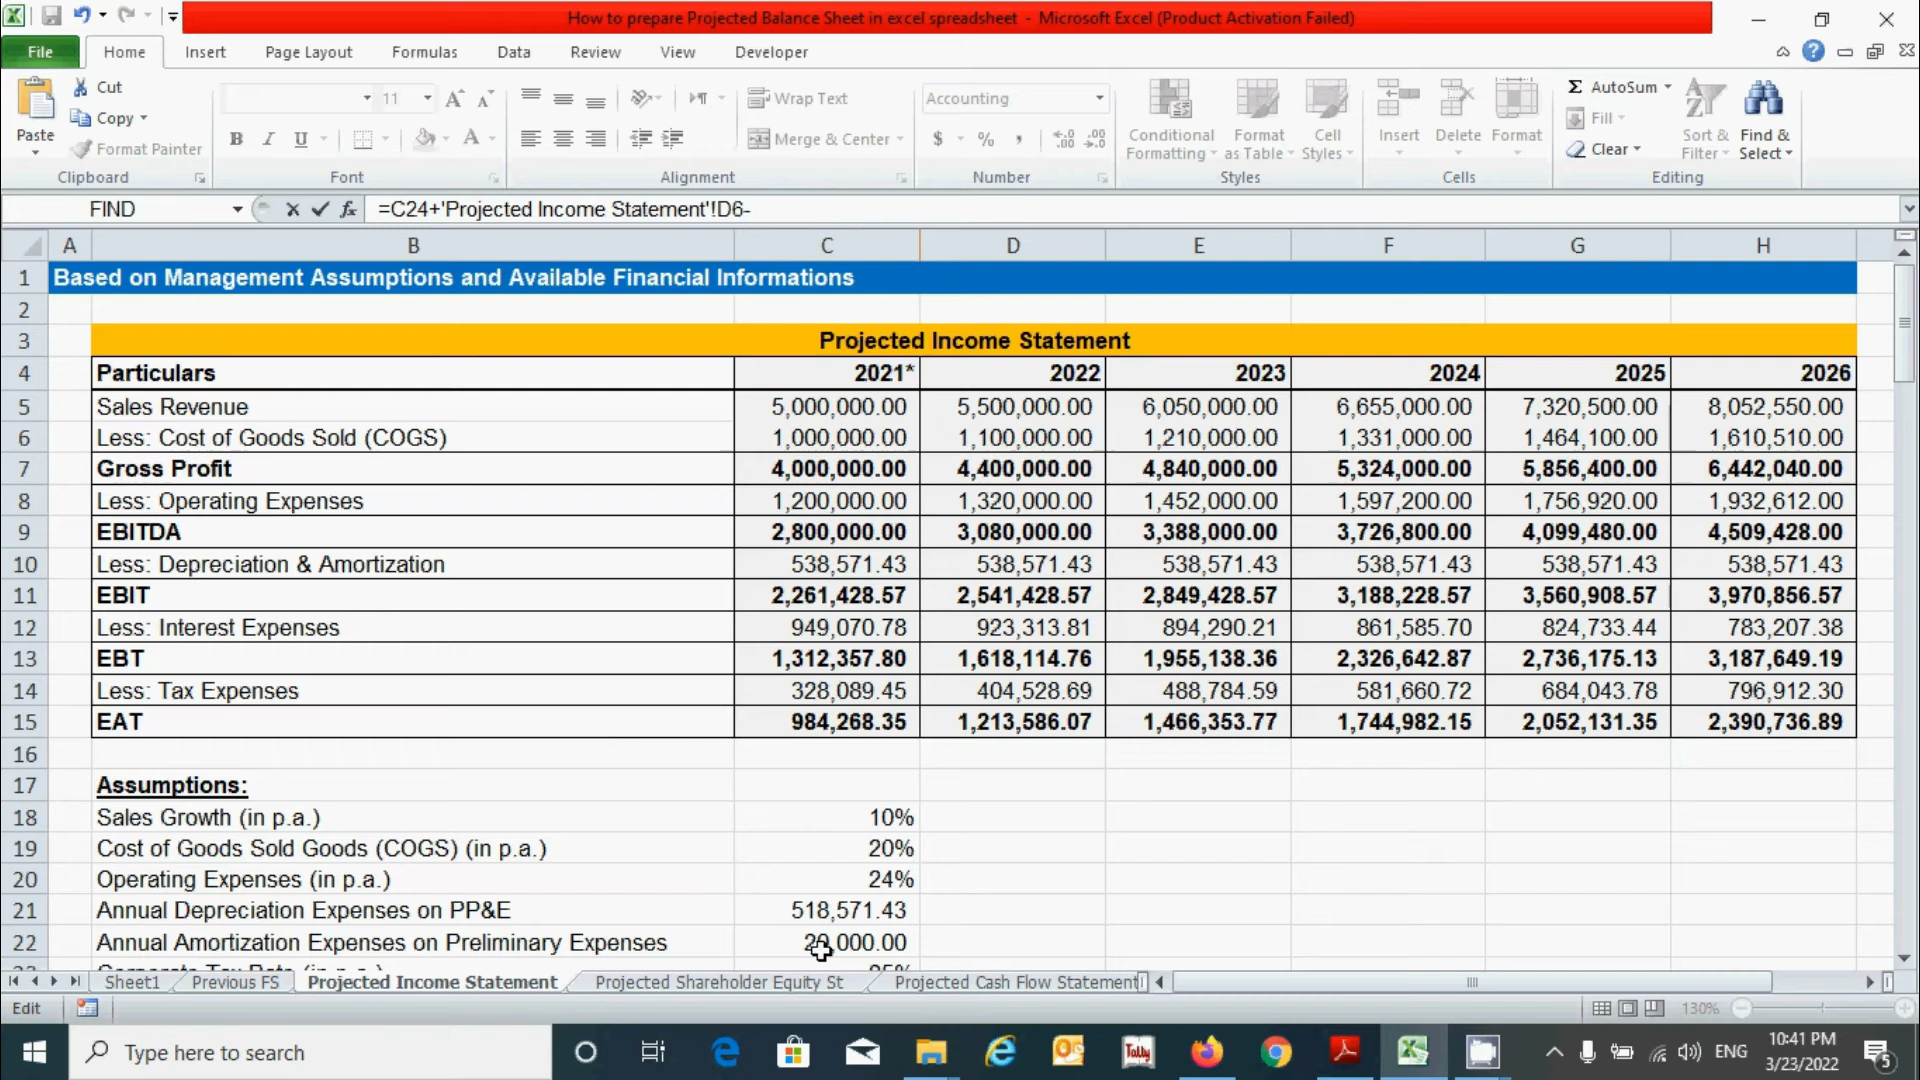 How to prepare Projected Balance Sheet in excel spreadsheet - Microsoft Excel (Product Activation Failed)
File Home Insert Page Layout Formulas Data Review View Developer
Paste Cut Copy Format Painter Clipboard
11 B I U A Font
Wrap Text Merge & Center Alignment
Accounting $ % , Number
Conditional Formatting Format as Table Cell Styles Styles
Insert Delete Format Cells
Σ AutoSum Fill Clear Sort & Filter Find & Select Editing
FIND fx =C24+'Projected Income Statement'!D6-
A B C D E F G H
1 Based on Management Assumptions and Available Financial Informations
2
3 Projected Income Statement
4 Particulars 2021* 2022 2023 2024 2025 2026
5 Sales Revenue 5,000,000.00 5,500,000.00 6,050,000.00 6,655,000.00 7,320,500.00 8,052,550.00
6 Less: Cost of Goods Sold (COGS) 1,000,000.00 1,100,000.00 1,210,000.00 1,331,000.00 1,464,100.00 1,610,510.00
7 Gross Profit 4,000,000.00 4,400,000.00 4,840,000.00 5,324,000.00 5,856,400.00 6,442,040.00
8 Less: Operating Expenses 1,200,000.00 1,320,000.00 1,452,000.00 1,597,200.00 1,756,920.00 1,932,612.00
9 EBITDA 2,800,000.00 3,080,000.00 3,388,000.00 3,726,800.00 4,099,480.00 4,509,428.00
10 Less: Depreciation & Amortization 538,571.43 538,571.43 538,571.43 538,571.43 538,571.43 538,571.43
11 EBIT 2,261,428.57 2,541,428.57 2,849,428.57 3,188,228.57 3,560,908.57 3,970,856.57
12 Less: Interest Expenses 949,070.78 923,313.81 894,290.21 861,585.70 824,733.44 783,207.38
13 EBT 1,312,357.80 1,618,114.76 1,955,138.36 2,326,642.87 2,736,175.13 3,187,649.19
14 Less: Tax Expenses 328,089.45 404,528.69 488,784.59 581,660.72 684,043.78 796,912.30
15 EAT 984,268.35 1,213,586.07 1,466,353.77 1,744,982.15 2,052,131.35 2,390,736.89
16
17 Assumptions:
18 Sales Growth (in p.a.) 10%
19 Cost of Goods Sold Goods (COGS) (in p.a.) 20%
20 Operating Expenses (in p.a.) 24%
21 Annual Depreciation Expenses on PP&E 518,571.43
22 Annual Amortization Expenses on Preliminary Expenses 20,000.00
Sheet1 Previous FS Projected Income Statement Projected Shareholder Equity St Projected Cash Flow Statement
Edit 130%
Type here to search Tally ENG 10:41 PM
3/23/2022 5